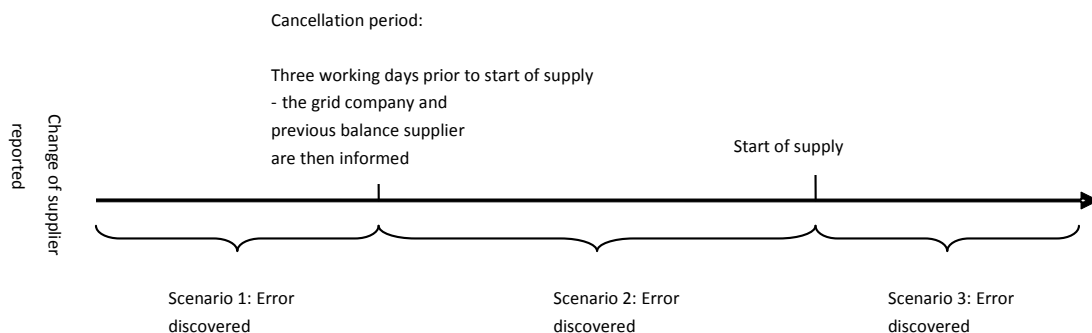 Cancellation period:
Three working days prior to start of supply
- the grid company and
previous balance supplier
are then informed
Start of supply
Change of supplier
reported
Scenario 1: Error
discovered
Scenario 2: Error
discovered
Scenario 3: Error
discovered